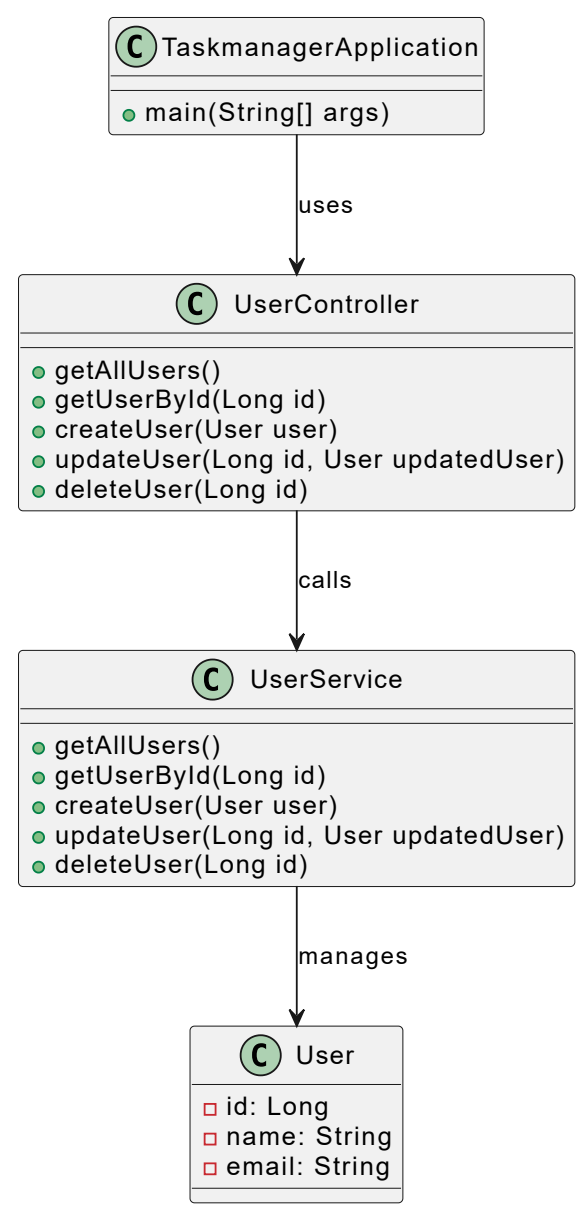 C TaskmanagerApplication
main(String[] args)
uses
C UserController
getAllUsers()
getUserById(Long id)
createUser(User user)
updateUser(Long id, User updatedUser)
deleteUser(Long id)
calls
C UserService
getAllUsers()
getUserById(Long id)
createUser(User user)
updateUser(Long id, User updatedUser)
deleteUser(Long id)
manages
C User
id: Long
name: String
email: String